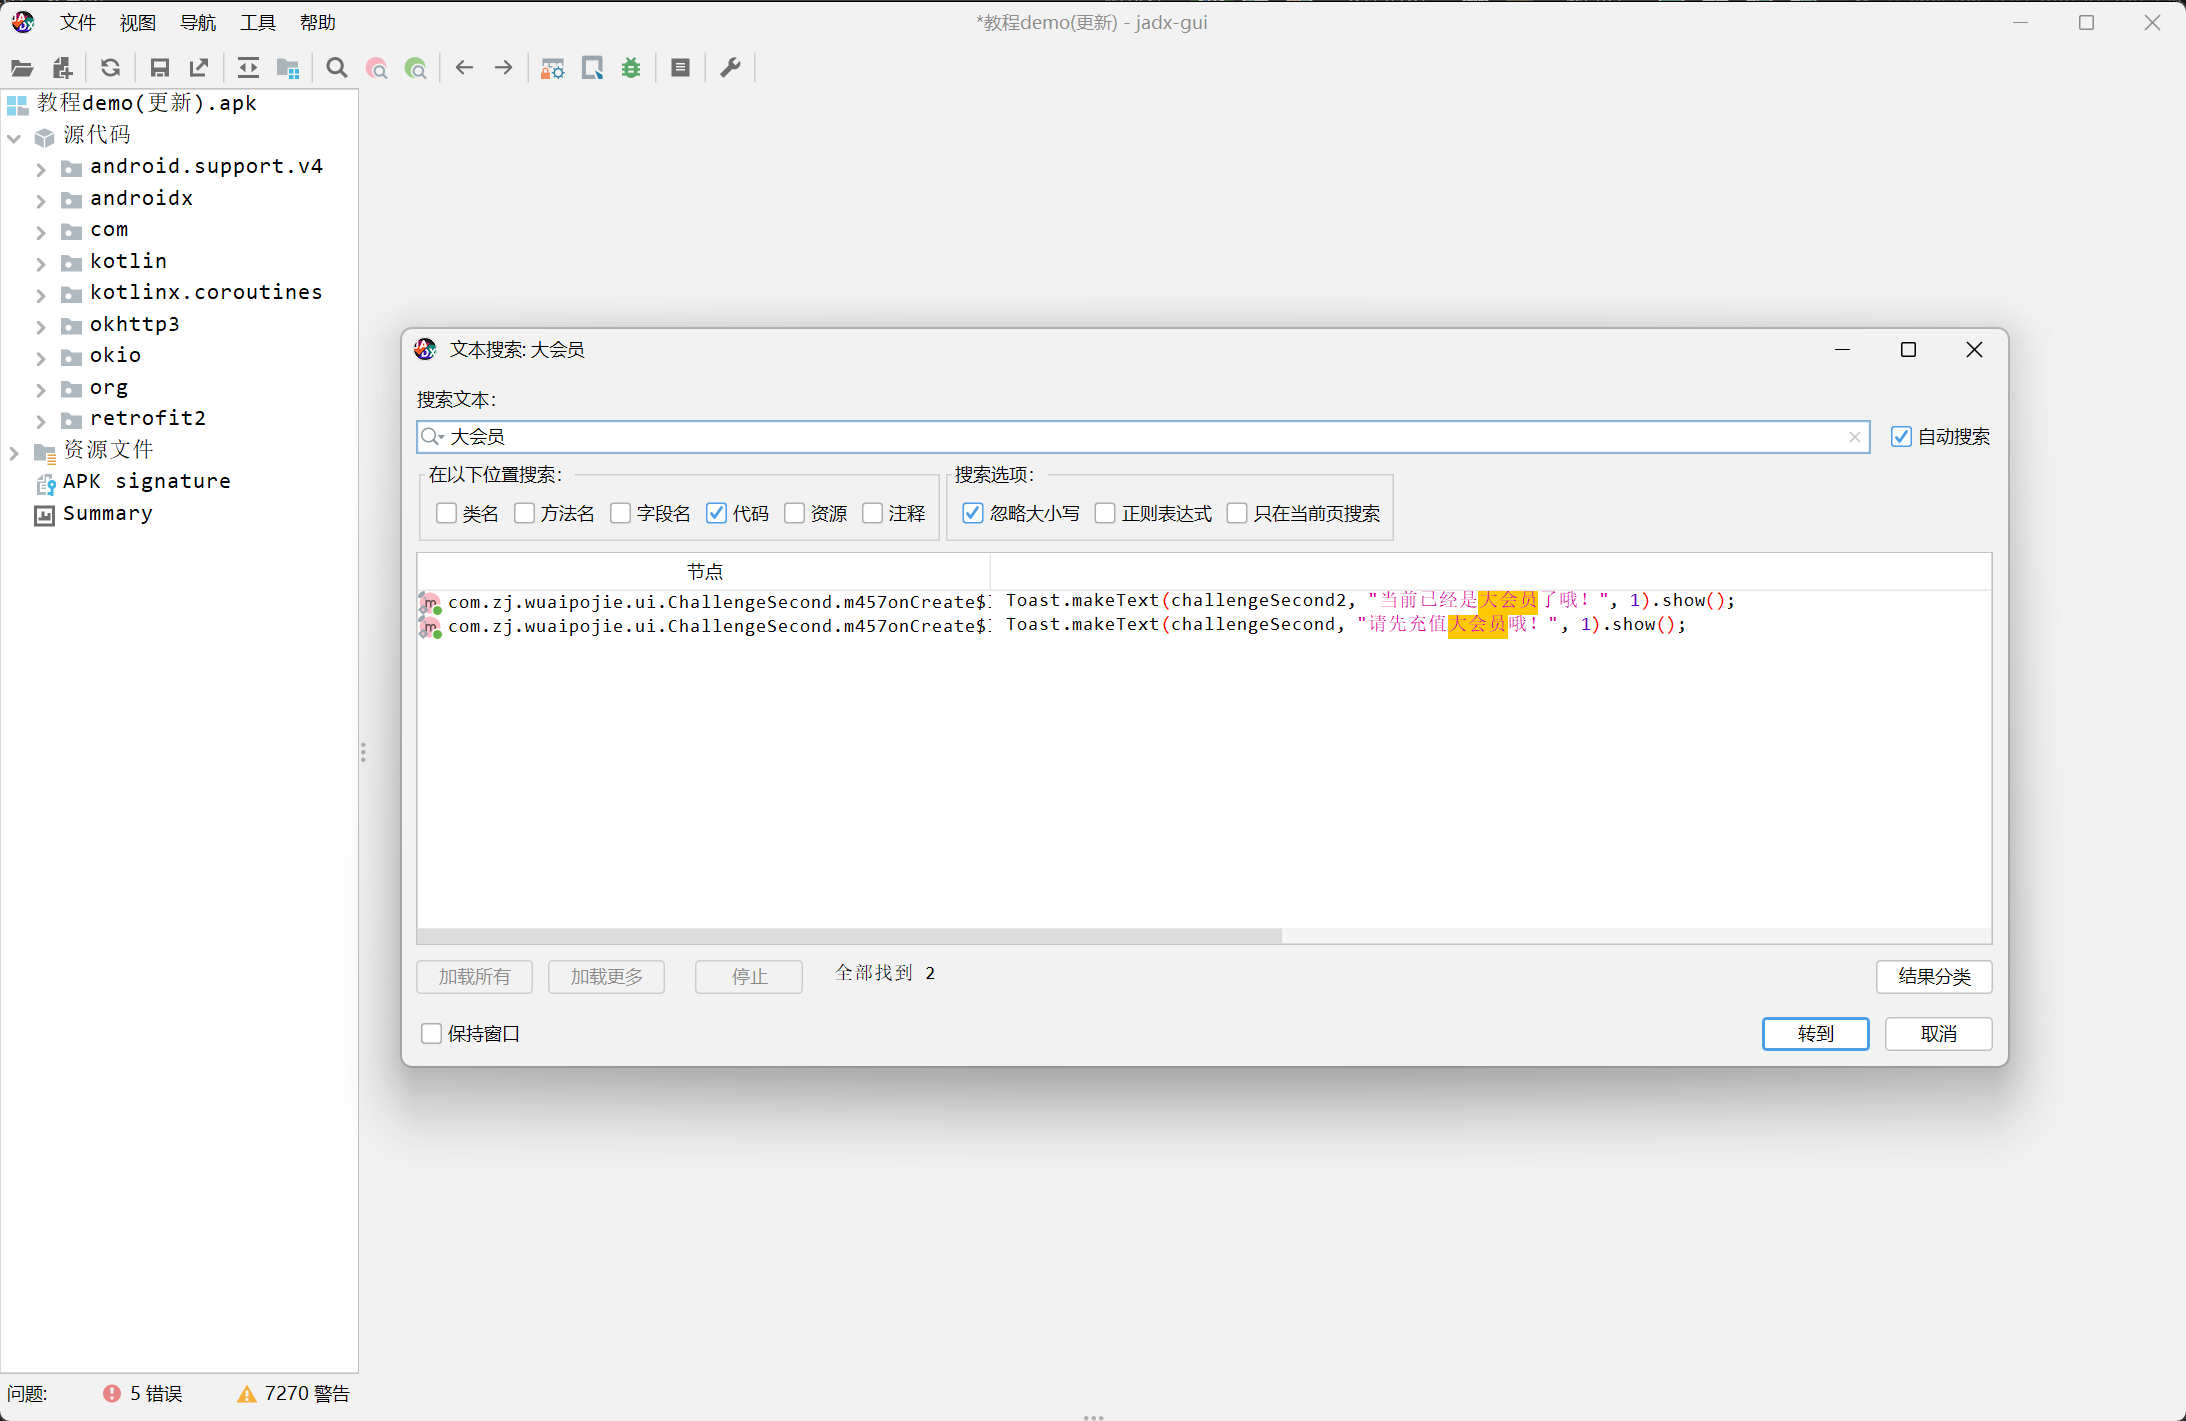 文件 视图 导航 工具 帮助
*教程demo(更新) - jadx-gui
教程demo(更新).apk
源代码
android.support.v4
androidx
com
kotlin
kotlinx.coroutines
okhttp3
okio
org
retrofit2
资源文件
APK signature
Summary
文本搜索: 大会员
搜索文本:
大会员
自动搜索
在以下位置搜索:
类名 方法名 字段名 代码 资源 注释
搜索选项:
忽略大小写 正则表达式 只在当前页搜索
节点
com.zj.wuaipojie.ui.ChallengeSecond.m457onCreate$ Toast.makeText(challengeSecond2, "当前已经是大会员了哦!", 1).show();
com.zj.wuaipojie.ui.ChallengeSecond.m457onCreate$ Toast.makeText(challengeSecond, "请先充值大会员哦!", 1).show();
加载所有 加载更多 停止 全部找到 2 结果分类
保持窗口 转到 取消
问题: 5 错误 7270 警告